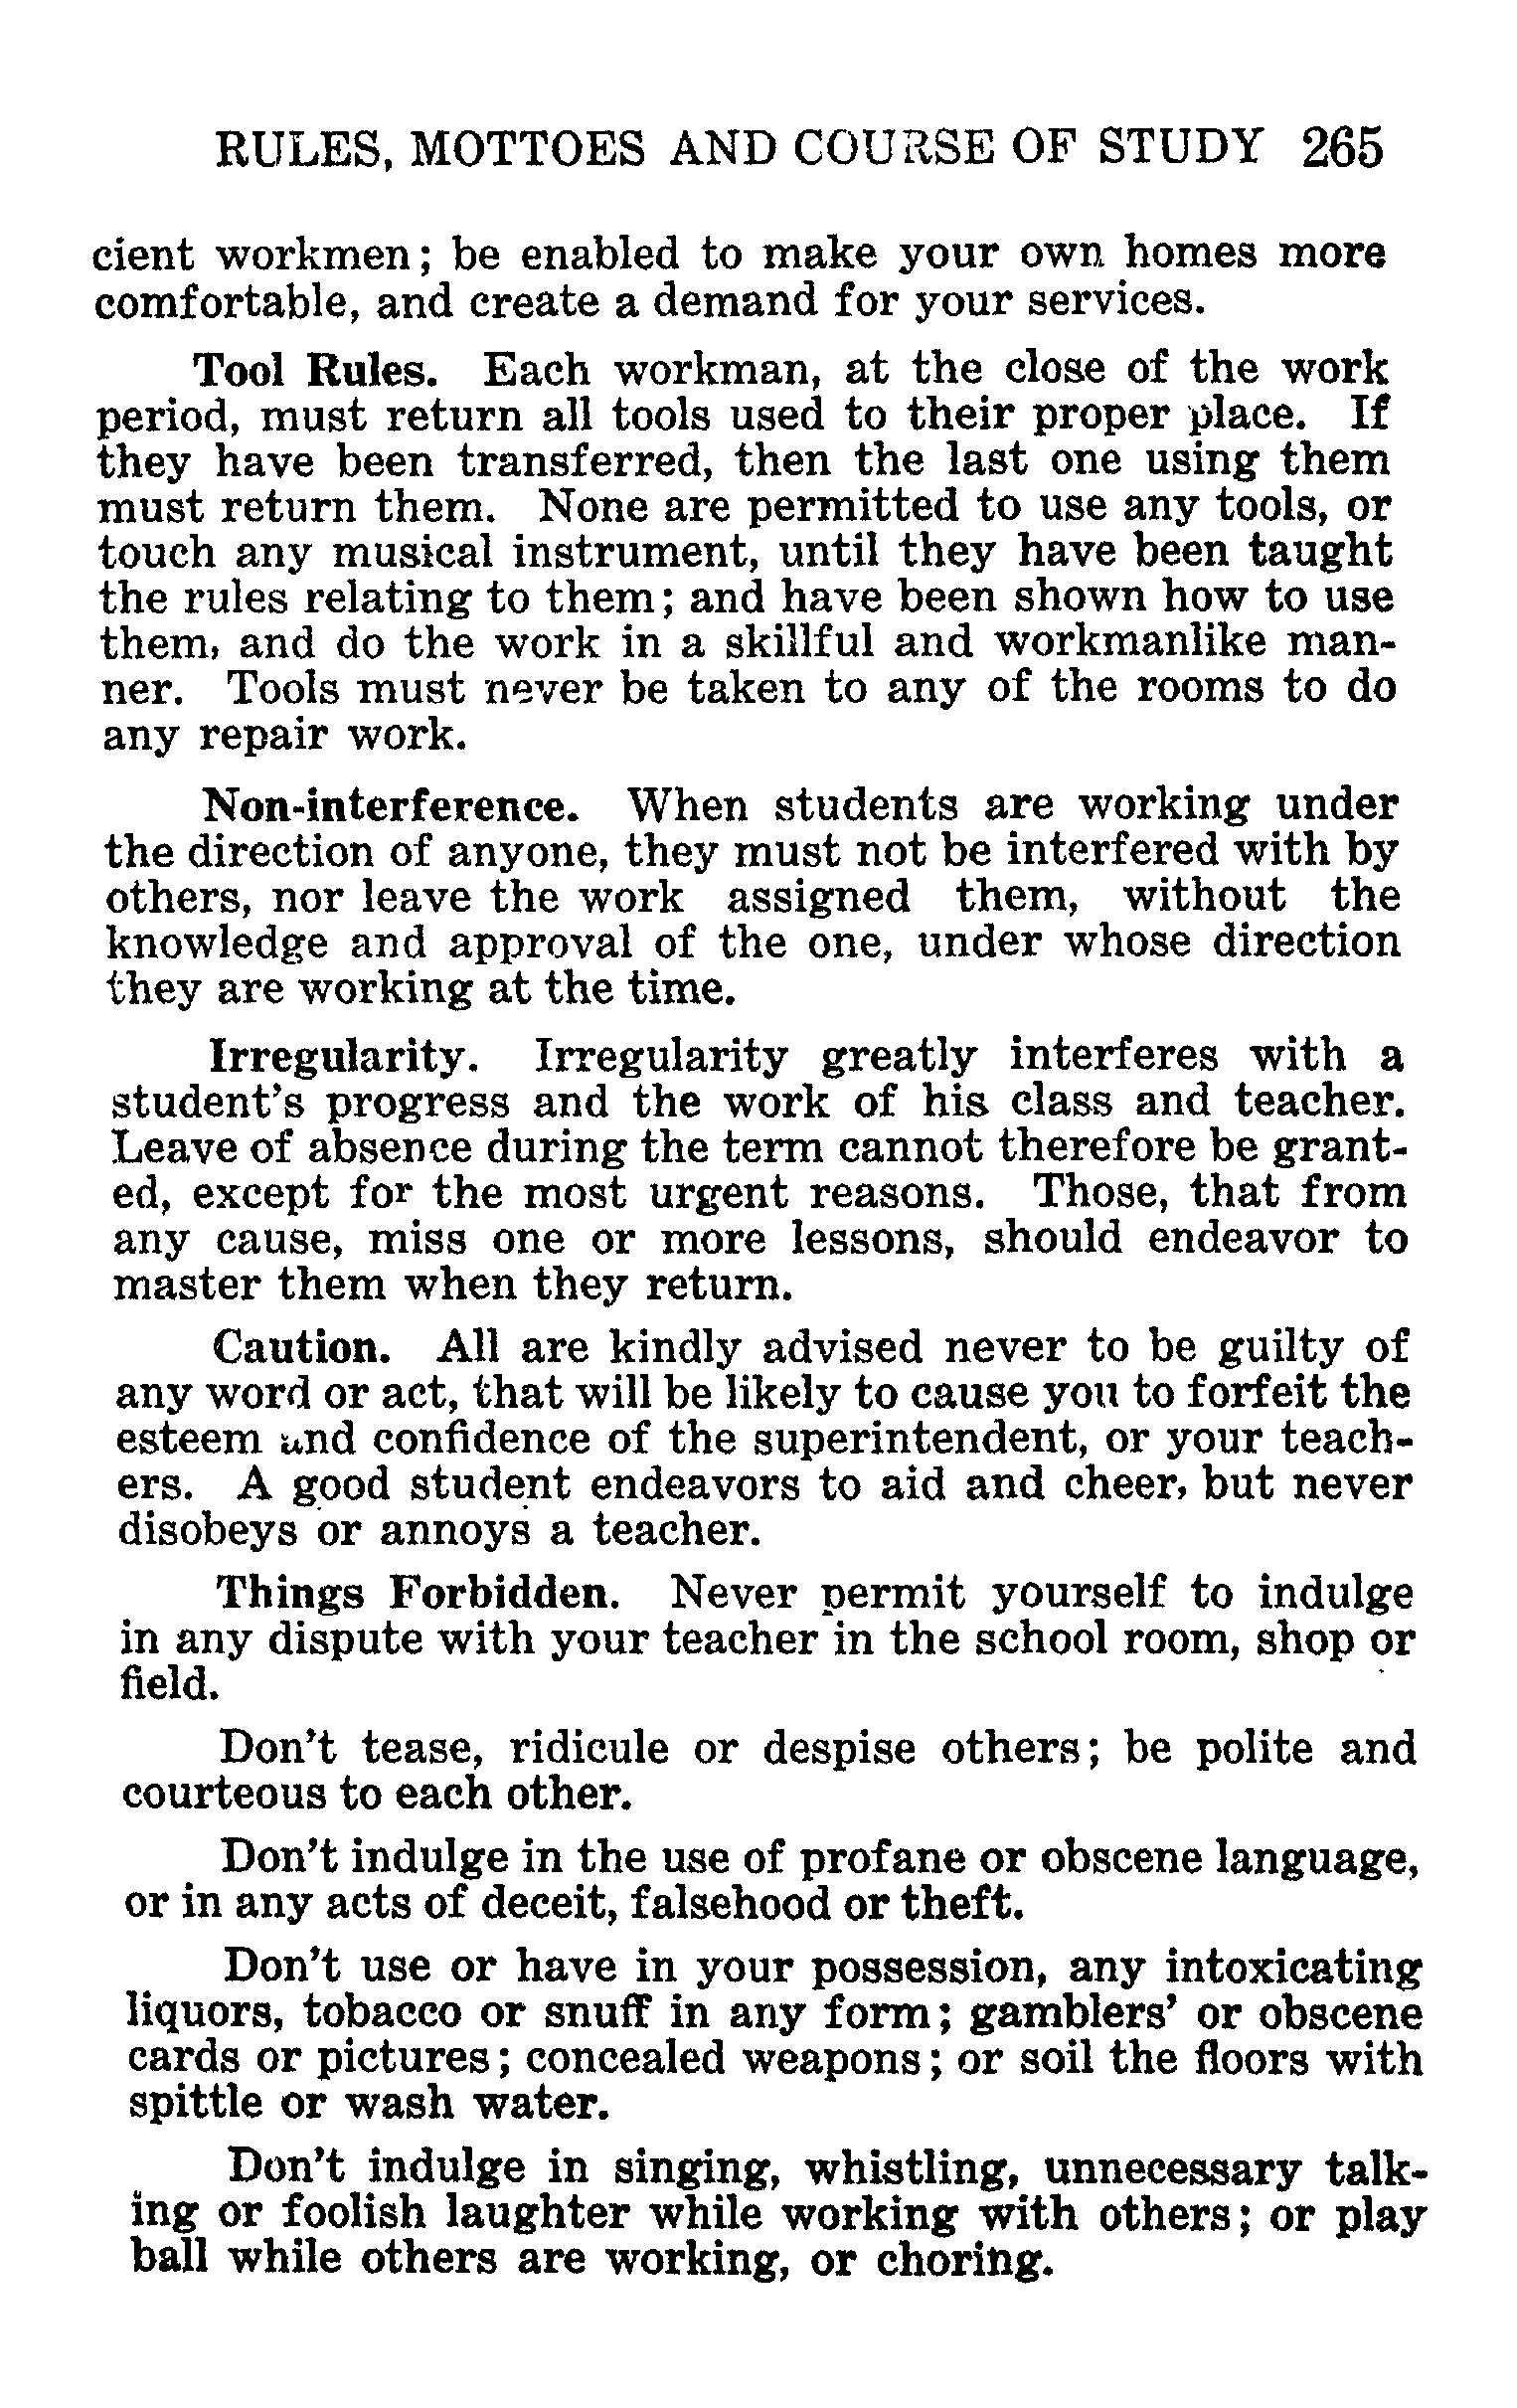 RULES, MOTTOES AND COURSE OF STUDY 265
cient workmen; be enabled to make your own homes more
comfortable, and create a demand for your services.
Tool Rules. Each workman, at the close of the work
period, must return all tools used to their proper place. If
they have been transferred, then the last one using them
must return them. None are permitted to use any tools, or
touch any musical instrument, until they have been taught
the rules relating to them; and have been shown how to use
them, and do the work in a skillful and workmanlike man-
ner. Tools must never be taken to any of the rooms to do
any repair work.
Non-interference. When students are working under
the direction of anyone, they must not be interfered with by
others, nor leave the work assigned them, without the
knowledge and approval of the one, under whose direction
they are working at the time.
Irregularity. Irregularity greatly interferes with a
student's progress and the work of his class and teacher.
Leave of absence during the term cannot therefore be grant-
ed, except for the most urgent reasons. Those, that from
any cause, miss one or more lessons, should endeavor to
master them when they return.
Caution. All are kindly advised never to be guilty of
any word or act, that will be likely to cause you to forfeit the
esteem and confidence of the superintendent, or your teach-
ers. A good student endeavors to aid and cheer, but never
disobeys or annoys a teacher.
Things Forbidden. Never permit yourself to indulge
in any dispute with your teacher in the school room, shop or
field.
Don't tease, ridicule or despise others; be polite and
courteous to each other.
Don't indulge in the use of profane or obscene language,
or in any acts of deceit, falsehood or theft.
Don't use or have in your possession, any intoxicating
liquors, tobacco or snuff in any form; gamblers' or obscene
cards or pictures; concealed weapons; or soil the floors with
spittle or wash water.
Don't indulge in singing, whistling, unnecessary talk-
ing or foolish laughter while working with others; or play
ball while others are working, or choring.